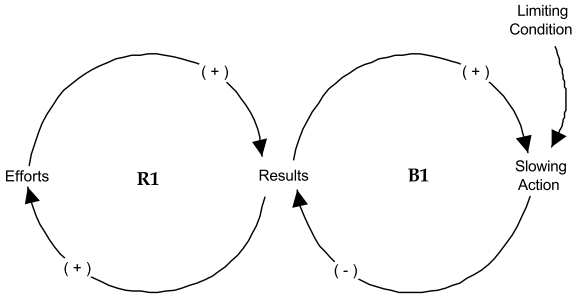 Limiting
Condition
( + )
( + )
Efforts
R1
Results
B1
Slowing
Action
( + )
( - )